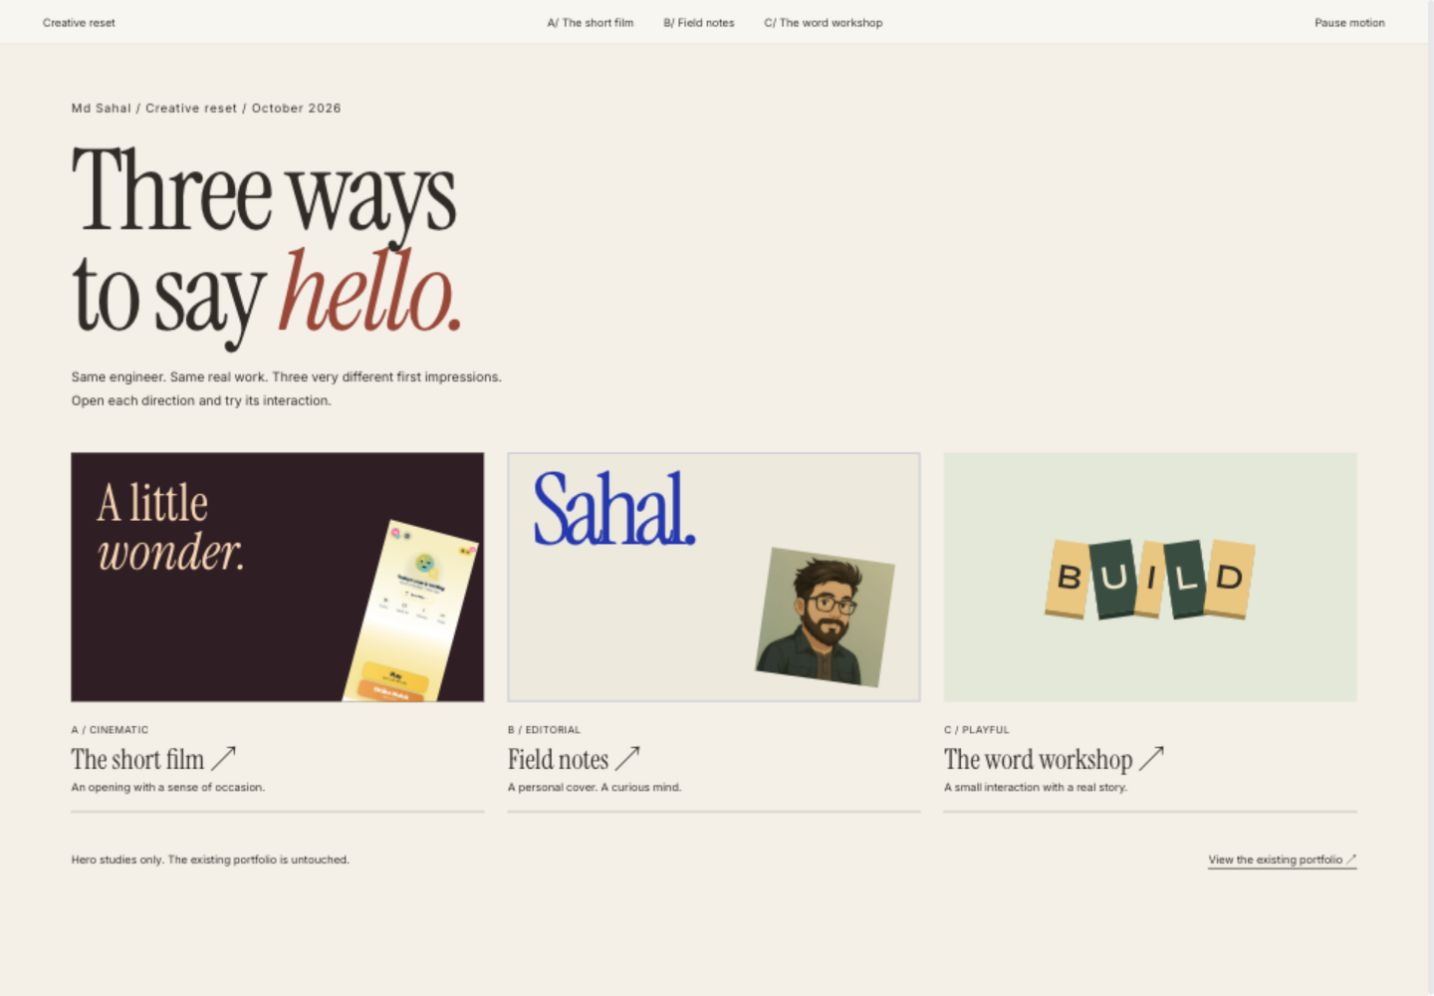 Creative reset
A/ The short film
B/ Field notes
C/ The word workshop
Pause motion
Md Sahal / Creative reset / October 2026
Three ways
to say hello.
Same engineer. Same real work. Three very different first impressions.
Open each direction and try its interaction.
A little
wonder.
Sahal.
BUILD
A / CINEMATIC
The short film ↗
An opening with a sense of occasion.
B / EDITORIAL
Field notes ↗
A personal cover. A curious mind.
C / PLAYFUL
The word workshop ↗
A small interaction with a real story.
Hero studies only. The existing portfolio is untouched.
View the existing portfolio ↗